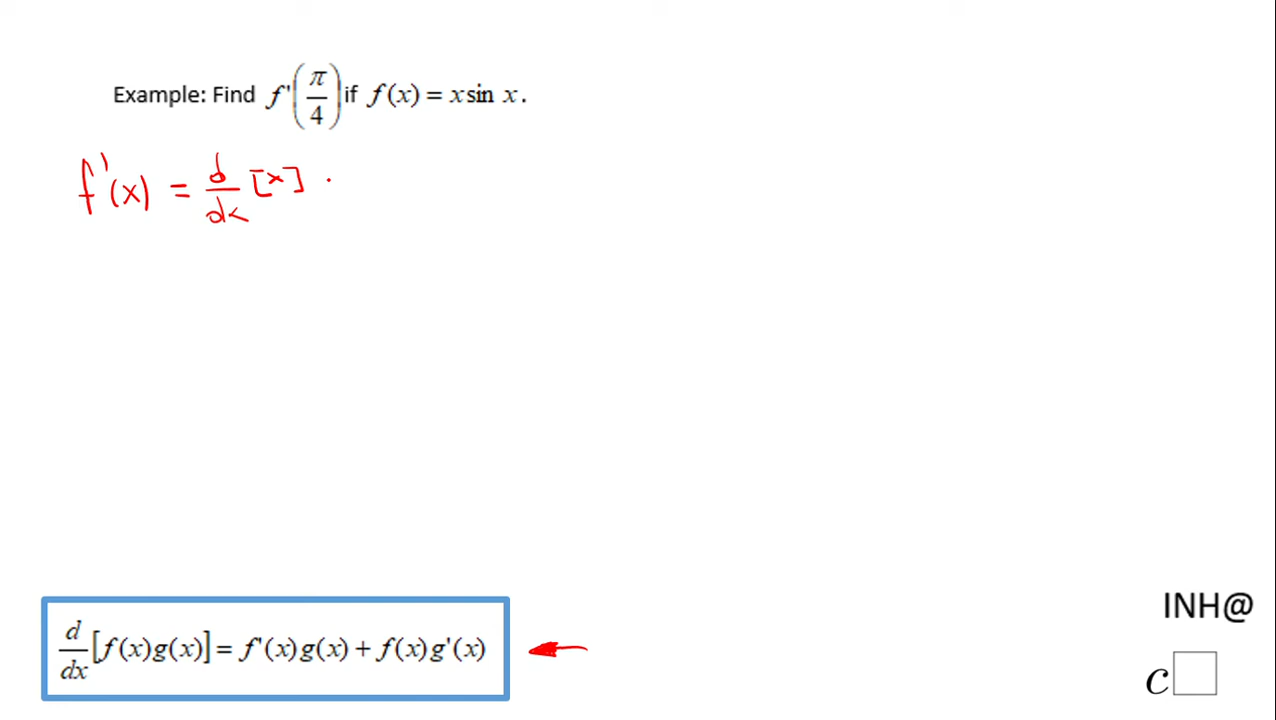 Example: Find f'(π/4) if f(x) = x sin x.
f'(x) = d/dx [x] ·
d/dx [f(x)g(x)] = f'(x)g(x) + f(x)g'(x)
INH@
c□